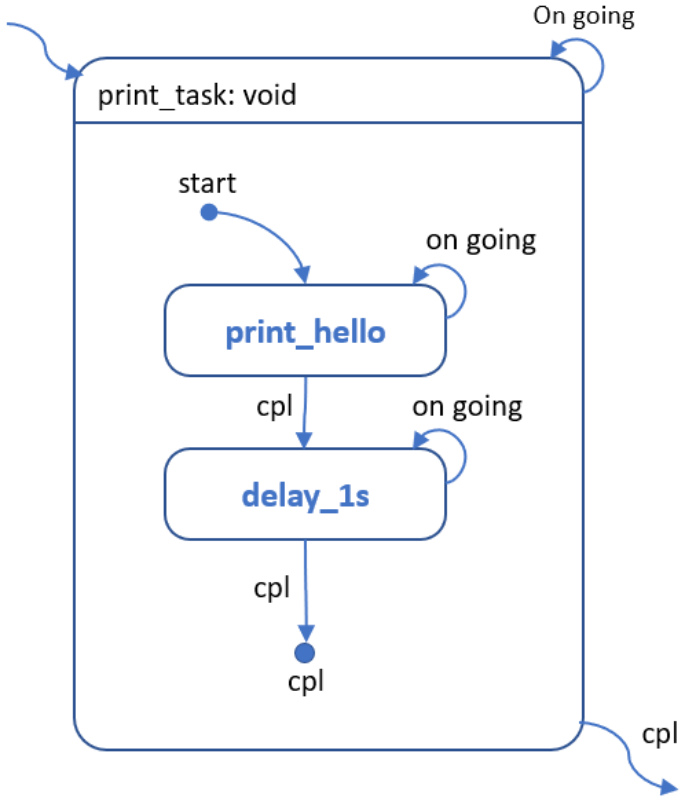 On going
print_task: void
start
on going
print_hello
cpl
on going
delay_1s
cpl
cpl
cpl